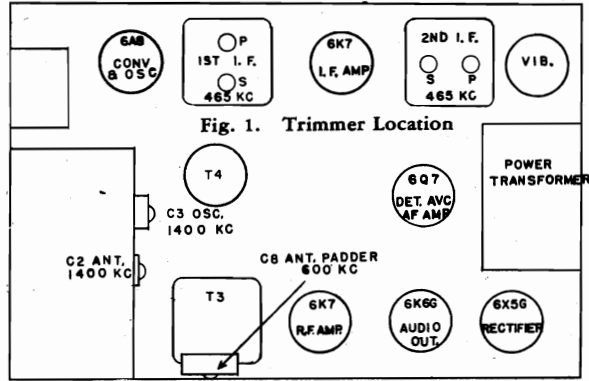 6A8
CONV
& OSC
P
1ST I.F.
S
465 KC
6K7
I.F. AMP
2ND I.F.
S P
465 KC
VIB.
Fig. 1. Trimmer Location
T4
6Q7
DET. AVC
AF AMP
POWER
TRANSFORMER
C3 OSC,
1400 KC
C2 ANT,
1400 KC
C8 ANT. PADDER
600 KC
T3
6K7
R.F. AMP.
6K6G
AUDIO
OUT.
6X5G
RECTIFIER